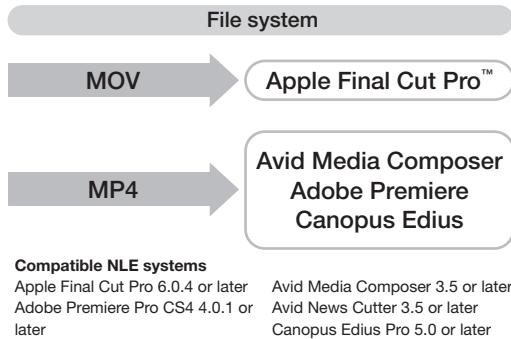 File system
MOV
Apple Final Cut Pro™
MP4
Avid Media Composer
Adobe Premiere
Canopus Edius
Compatible NLE systems
Apple Final Cut Pro 6.0.4 or later
Adobe Premiere Pro CS4 4.0.1 or
later
Avid Media Composer 3.5 or later
Avid News Cutter 3.5 or later
Canopus Edius Pro 5.0 or later